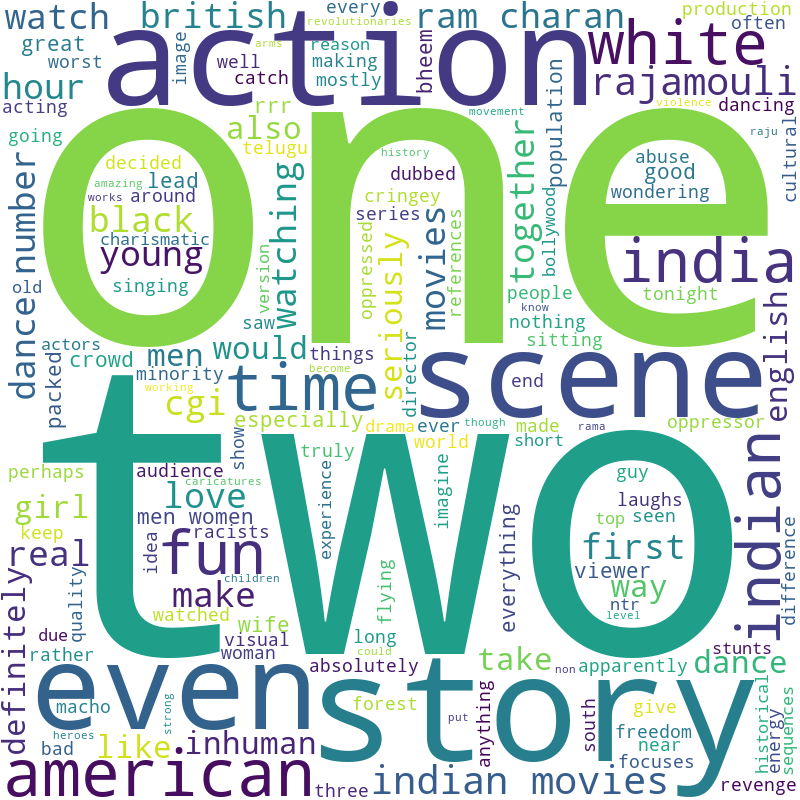 watch
british
every
ram charan
production
great
worst
action
revolutionaries
arms
reason
making
mostly
white
often
hour
image
well
catch
bheem
rajamouli
acting
one
rrr
movement
violence
dancing
going
also
telugu
together
population
raju
cultural
decided
amazing
lead
works
around
history
dubbed
cringey
series
abuse
good
wondering
number
black
charismatic
young
singing
watching
version
oppressed
seriously
movies
references
bollywood
people
know
nothing
sitting
india
tonight
dance
old
actors
crowd
packed
saw
men
would
minority
working
things
become
time
cgi
director
scene
end
english
especially
drama
ever
world
though
made
short
rama
oppressor
perhaps
two
audience
show
truly
caricatures
girl
love
men women
racists
idea
experience
imagine
guy
laughs
top
seen
indian
keep
real
fun
children
everything
first
viewer
way
ntr
level
difference
definitely
quality
make
flying
watched
wife
due
rather
visual
woman
long
could
absolutely
take
non
apparently
stunts
dance
even
story
macho
strong
forest
put
anything
south
give
freedom
near
focuses
historical
energy
sequences
bad
heroes
like
inhuman
american
three
indian movies
revenge